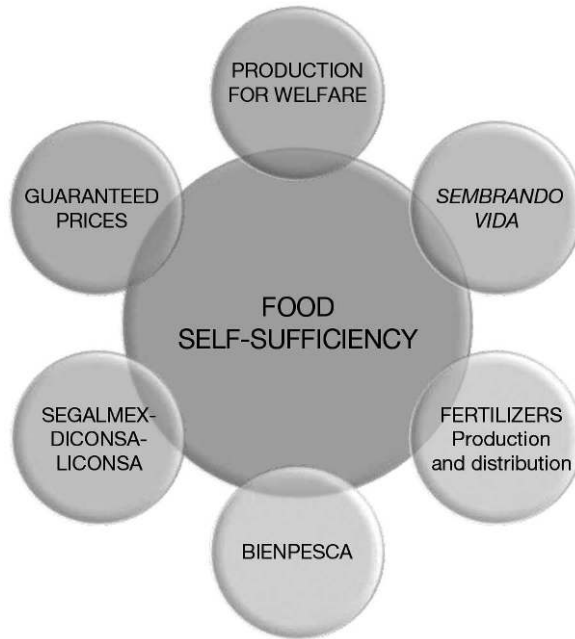 PRODUCTION
FOR WELFARE
GUARANTEED
PRICES
SEMBRANDO
VIDA
FOOD
SELF-SUFFICIENCY
SEGALMEX-
DICONSA-
LICONSA
FERTILIZERS
Production
and distribution
BIENPESCA